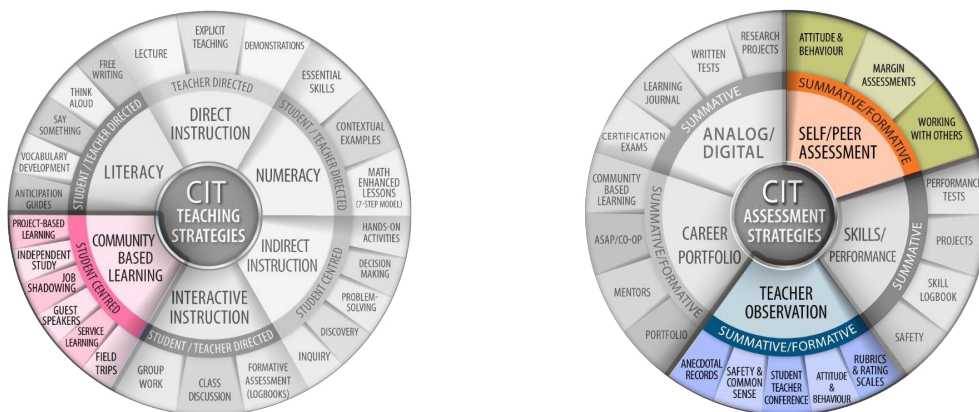 CIT
TEACHING
STRATEGIES
DIRECT
INSTRUCTION
TEACHER DIRECTED
LECTURE
EXPLICIT
TEACHING
DEMONSTRATIONS
NUMERACY
STUDENT / TEACHER DIRECTED
ESSENTIAL
SKILLS
CONTEXTUAL
EXAMPLES
MATH
ENHANCED
LESSONS
(7-STEP MODEL)
INDIRECT
INSTRUCTION
STUDENT CENTRED
HANDS-ON
ACTIVITIES
DECISION
MAKING
PROBLEM-
SOLVING
DISCOVERY
INQUIRY
INTERACTIVE
INSTRUCTION
STUDENT / TEACHER DIRECTED
FORMATIVE
ASSESSMENT
(LOGBOOKS)
CLASS
DISCUSSION
GROUP
WORK
COMMUNITY
BASED
LEARNING
STUDENT
CENTRED
FIELD
TRIPS
SERVICE
LEARNING
GUEST
SPEAKERS
JOB
SHADOWING
INDEPENDENT
STUDY
PROJECT-BASED
LEARNING
LITERACY
STUDENT / TEACHER DIRECTED
ANTICIPATION
GUIDES
VOCABULARY
DEVELOPMENT
SAY
SOMETHING
THINK
ALOUD
FREE
WRITING
CIT
ASSESSMENT
STRATEGIES
SELF/PEER
ASSESSMENT
SUMMATIVE/FORMATIVE
ATTITUDE &
BEHAVIOUR
MARGIN
ASSESSMENTS
WORKING
WITH OTHERS
SKILLS/
PERFORMANCE
SUMMATIVE
PERFORMANCE
TESTS
PROJECTS
SKILL
LOGBOOK
SAFETY
TEACHER
OBSERVATION
SUMMATIVE/FORMATIVE
RUBRICS
& RATING
SCALES
ATTITUDE &
BEHAVIOUR
STUDENT
TEACHER
CONFERENCE
SAFETY &
COMMON
SENSE
ANECDOTAL
RECORDS
CAREER
PORTFOLIO
SUMMATIVE/FORMATIVE
PORTFOLIO
MENTORS
ASAP/CO-OP
COMMUNITY
BASED
LEARNING
ANALOG/
DIGITAL
SUMMATIVE
CERTIFICATION
EXAMS
LEARNING
JOURNAL
WRITTEN
TESTS
RESEARCH
PROJECTS